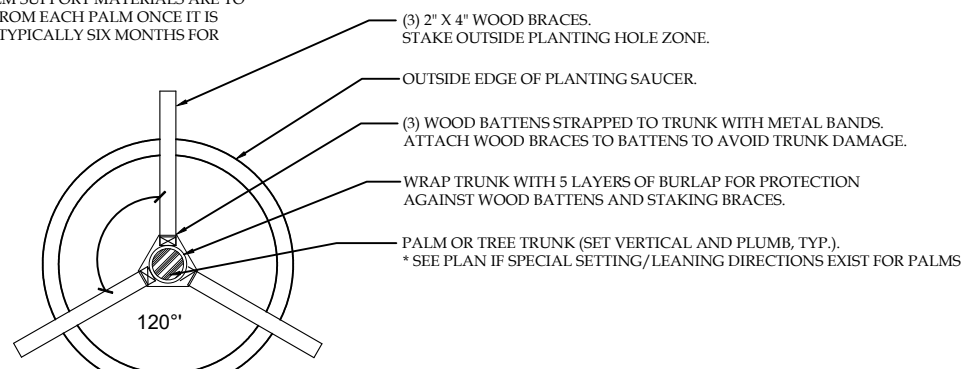 LM SUPPORT MATERIALS ARE TO
FROM EACH PALM ONCE IT IS
TYPICALLY SIX MONTHS FOR
(3) 2" X 4" WOOD BRACES.
STAKE OUTSIDE PLANTING HOLE ZONE.
OUTSIDE EDGE OF PLANTING SAUCER.
(3) WOOD BATTENS STRAPPED TO TRUNK WITH METAL BANDS.
ATTACH WOOD BRACES TO BATTENS TO AVOID TRUNK DAMAGE.
WRAP TRUNK WITH 5 LAYERS OF BURLAP FOR PROTECTION
AGAINST WOOD BATTENS AND STAKING BRACES.
PALM OR TREE TRUNK (SET VERTICAL AND PLUMB, TYP.).
* SEE PLAN IF SPECIAL SETTING/LEANING DIRECTIONS EXIST FOR PALMS
120°'